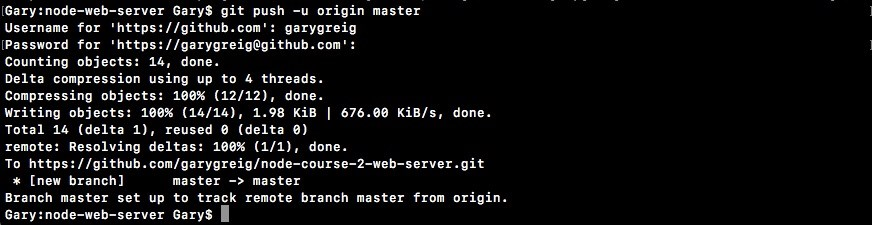 [Gary:node-web-server Gary$ git push -u origin master
Username for 'https://github.com': garygreig
[Password for 'https://garygreig@github.com':
Counting objects: 14, done.
Delta compression using up to 4 threads.
Compressing objects: 100% (12/12), done.
Writing objects: 100% (14/14), 1.98 KiB | 676.00 KiB/s, done.
Total 14 (delta 1), reused 0 (delta 0)
remote: Resolving deltas: 100% (1/1), done.
To https://github.com/garygreig/node-course-2-web-server.git
 * [new branch]      master -> master
Branch master set up to track remote branch master from origin.
Gary:node-web-server Gary$